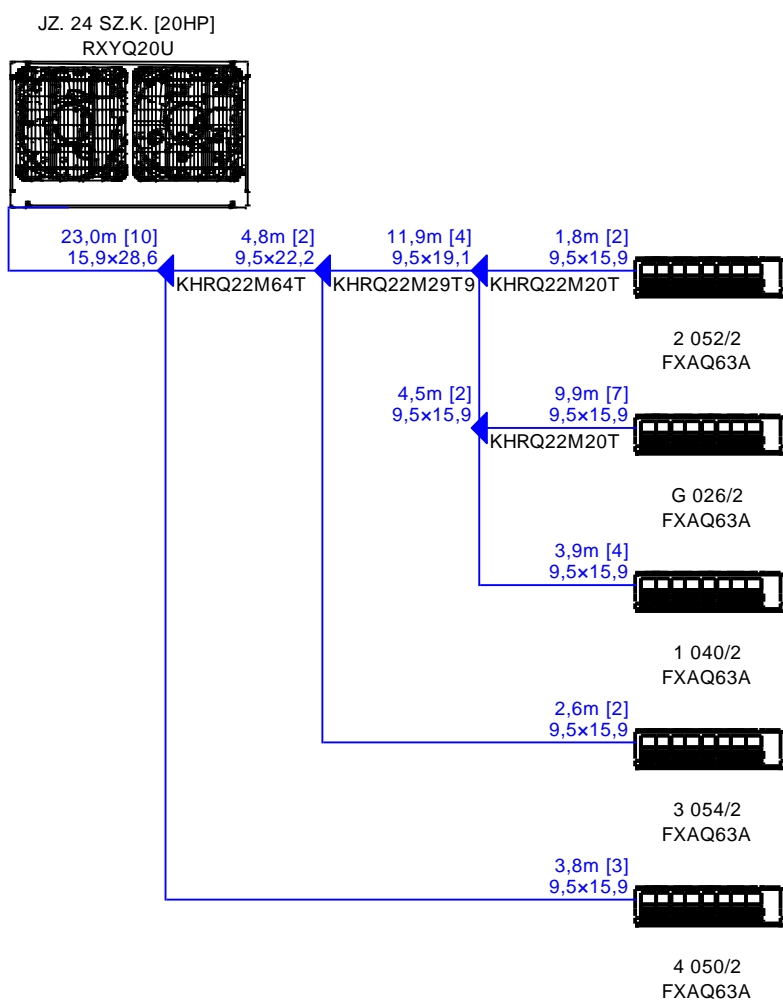 JZ. 24 SZ.K. [20HP]
RXYQ20U
23,0m [10]
15,9×28,6
KHRQ22M64T
4,8m [2]
9,5×22,2
KHRQ22M29T9
11,9m [4]
9,5×19,1
KHRQ22M20T
1,8m [2]
9,5×15,9
2 052/2
FXAQ63A
4,5m [2]
9,5×15,9
KHRQ22M20T
9,9m [7]
9,5×15,9
G 026/2
FXAQ63A
3,9m [4]
9,5×15,9
1 040/2
FXAQ63A
2,6m [2]
9,5×15,9
3 054/2
FXAQ63A
3,8m [3]
9,5×15,9
4 050/2
FXAQ63A